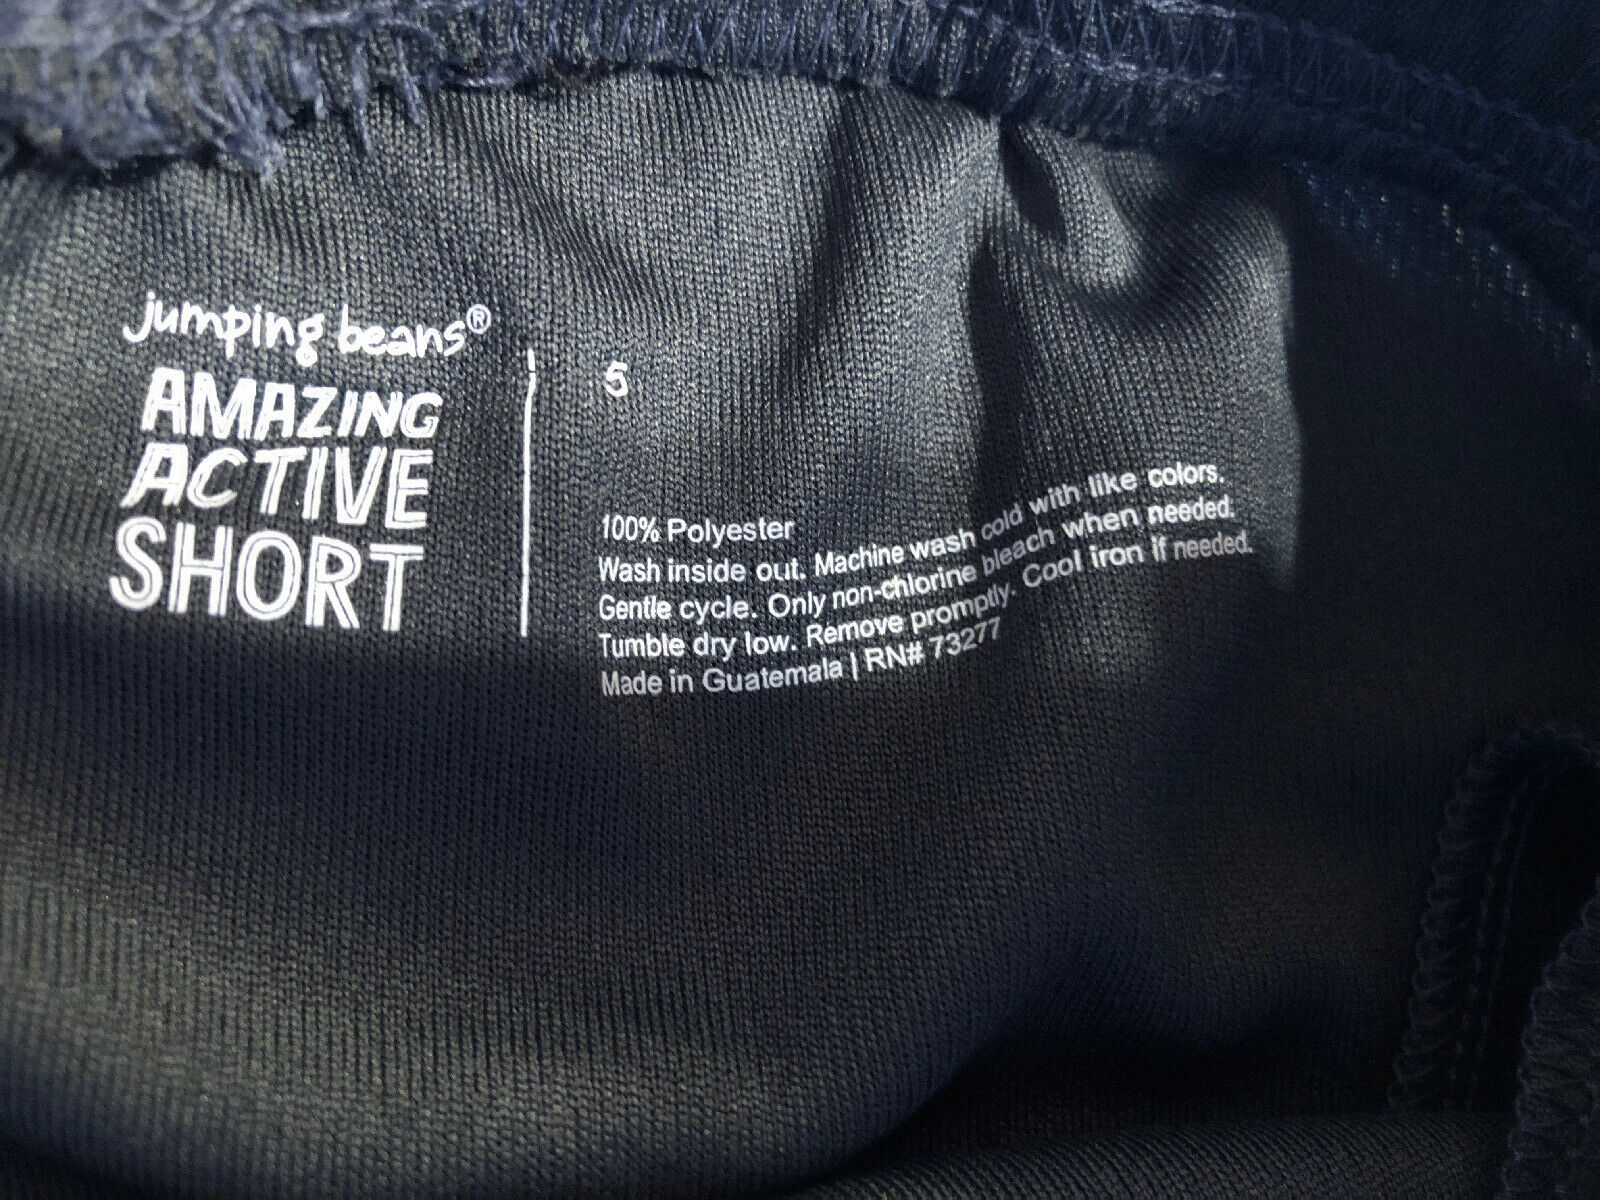 jumping beans®
AMAZING
ACTIVE
SHORT
5
100% Polyester
Wash inside out. Machine wash cold with like colors.
Gentle cycle. Only non-chlorine bleach when needed.
Tumble dry low. Remove promptly. Cool iron if needed.
Made in Guatemala | RN# 73277